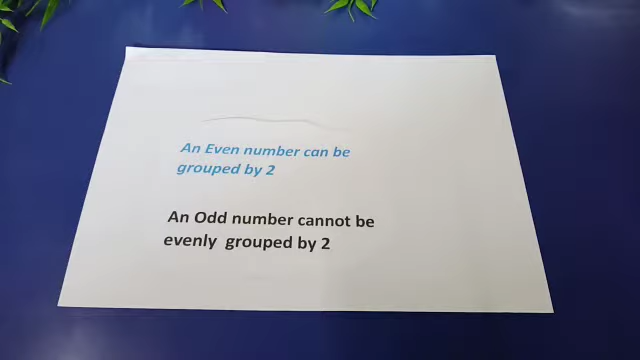 An Even number can be
grouped by 2
An Odd number cannot be
evenly grouped by 2